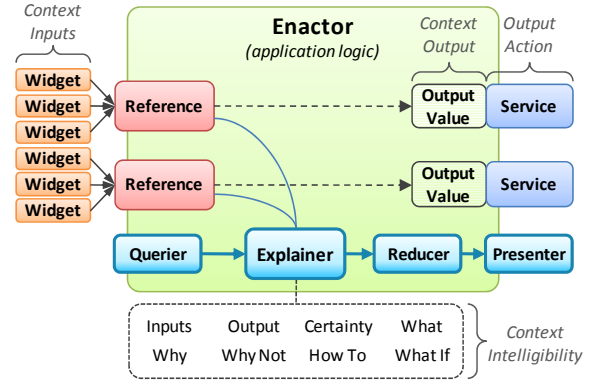 Context
Inputs
Enactor
(application logic)
Context
Output
Output
Action
Widget
Widget
Widget
Reference
Output
Value
Service
Widget
Widget
Widget
Reference
Output
Value
Service
Querier
Explainer
Reducer
Presenter
Inputs Output Certainty What
Why Why Not How To What If
Context
Intelligibility